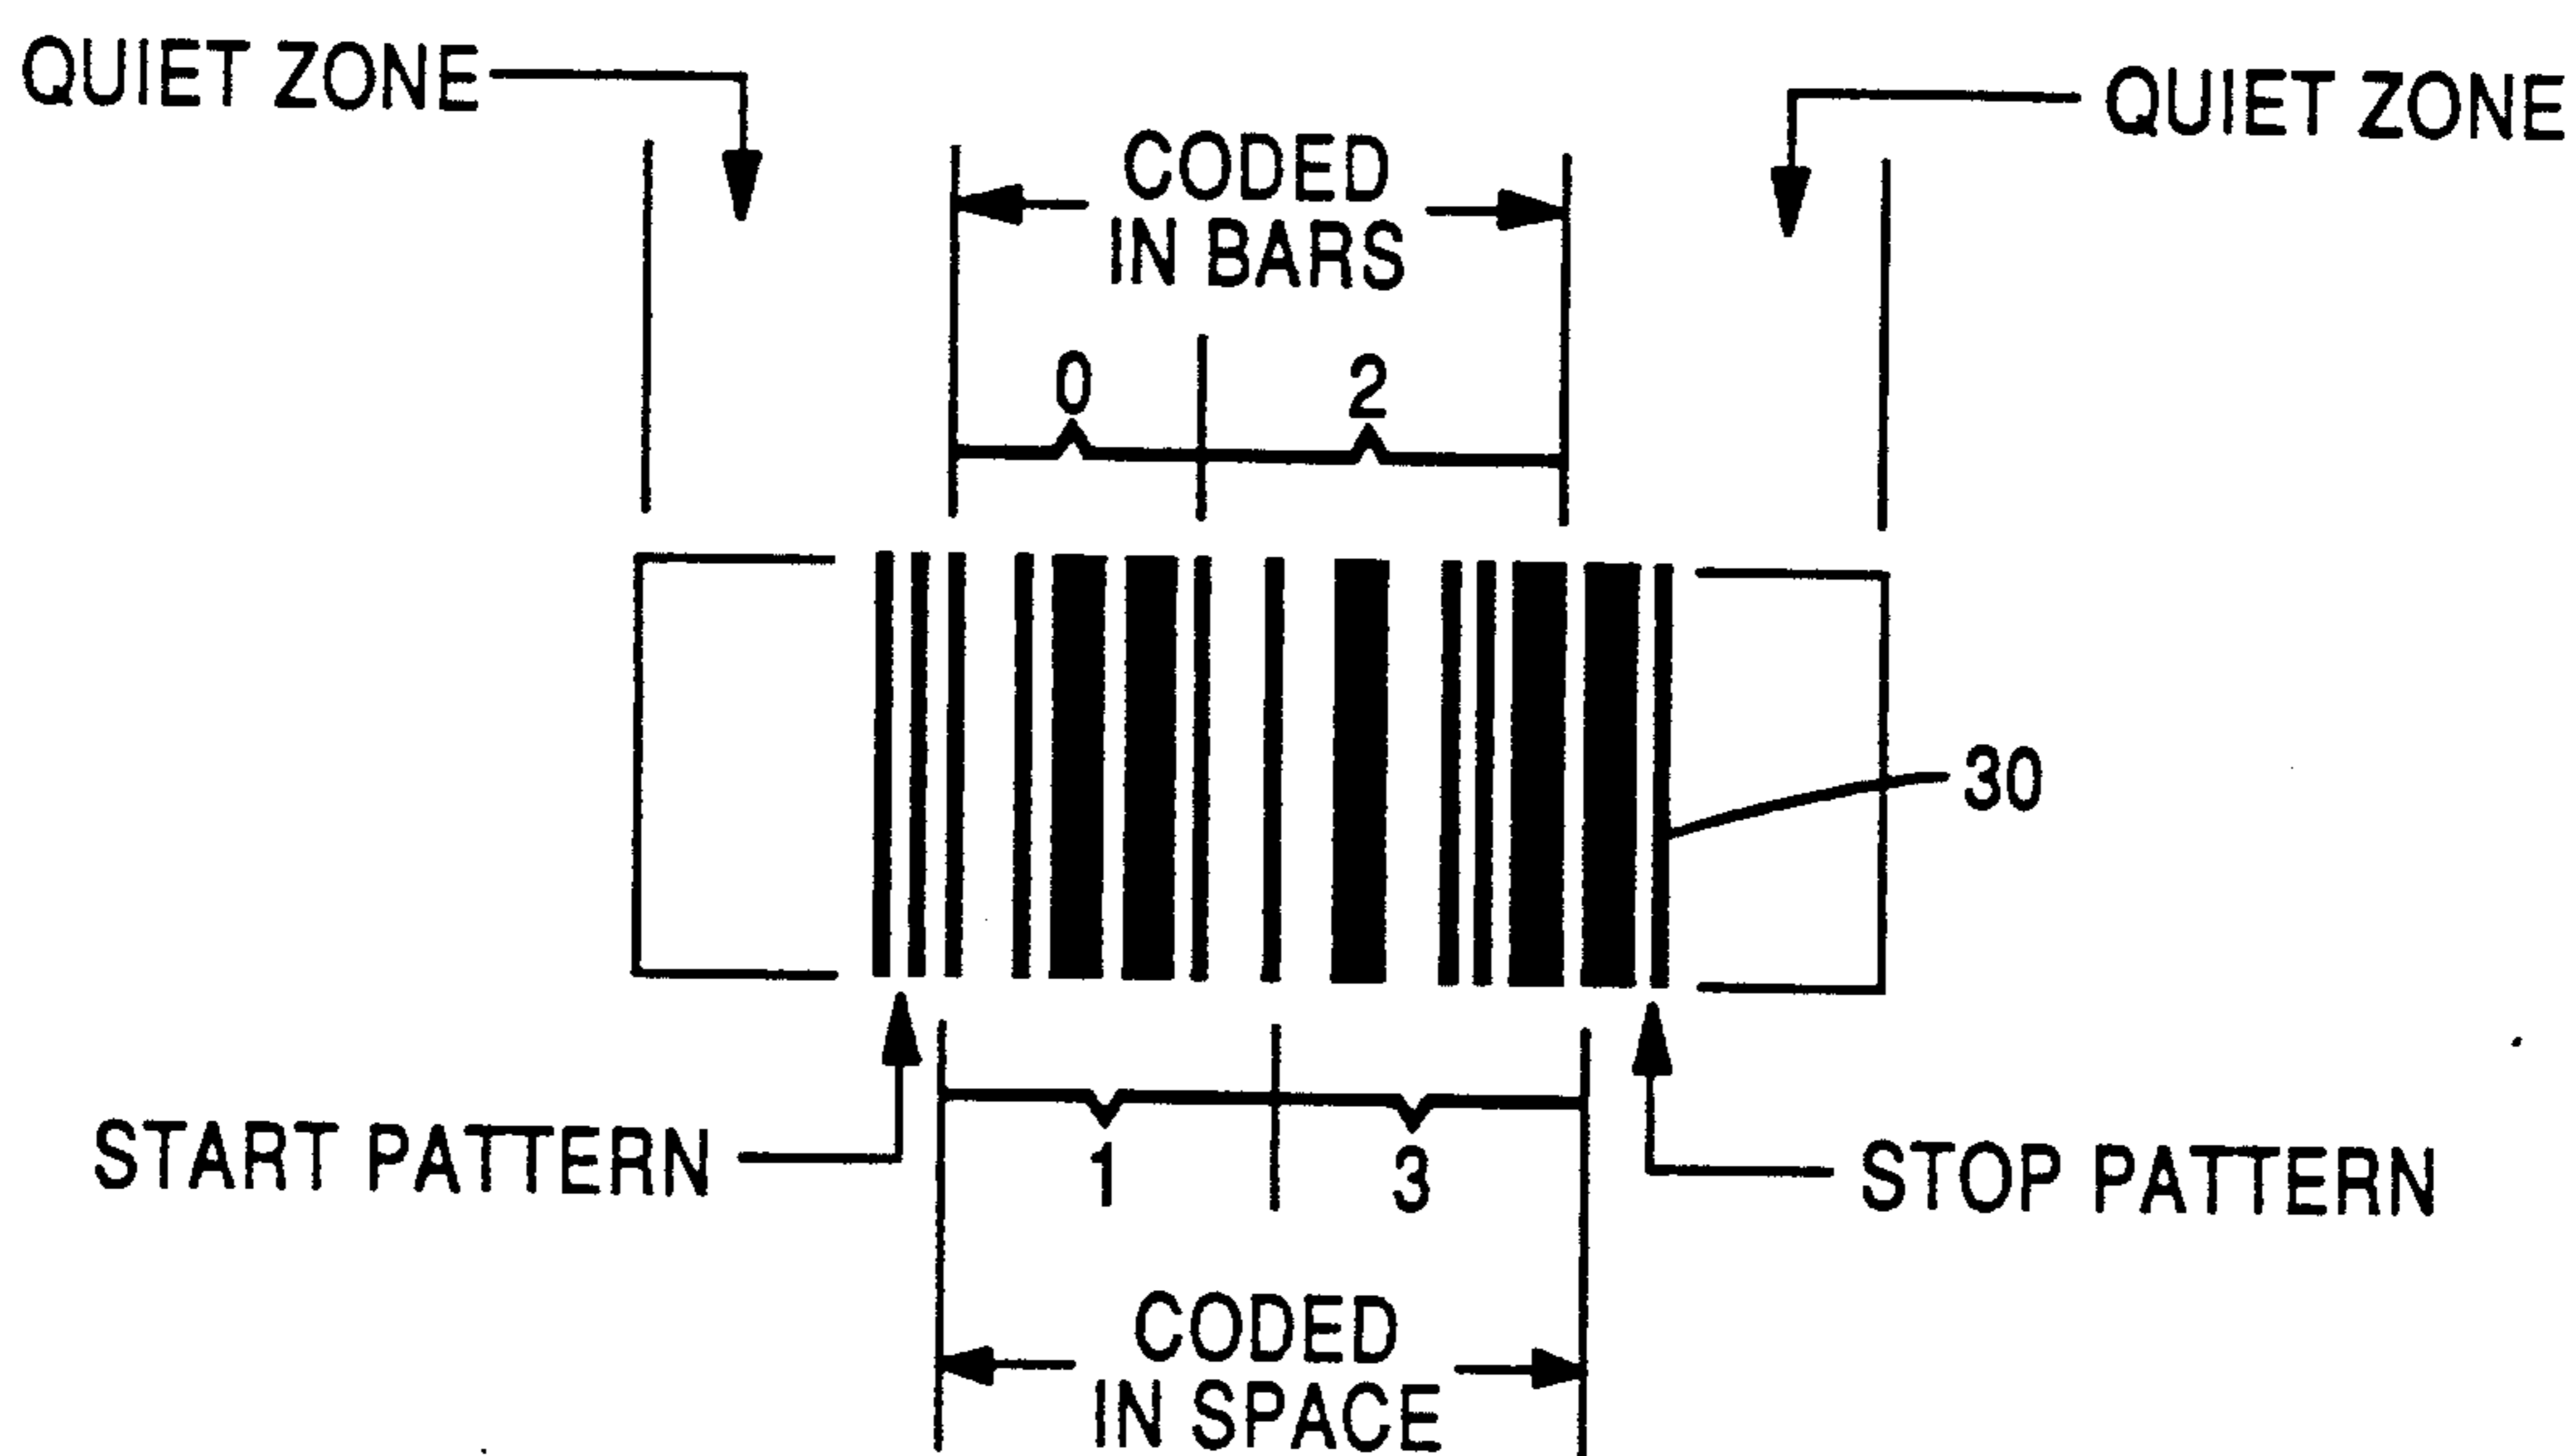 QUIET ZONE
QUIET ZONE
CODED
IN BARS
0 2
30
START PATTERN
1 3
STOP PATTERN
CODED
IN SPACE